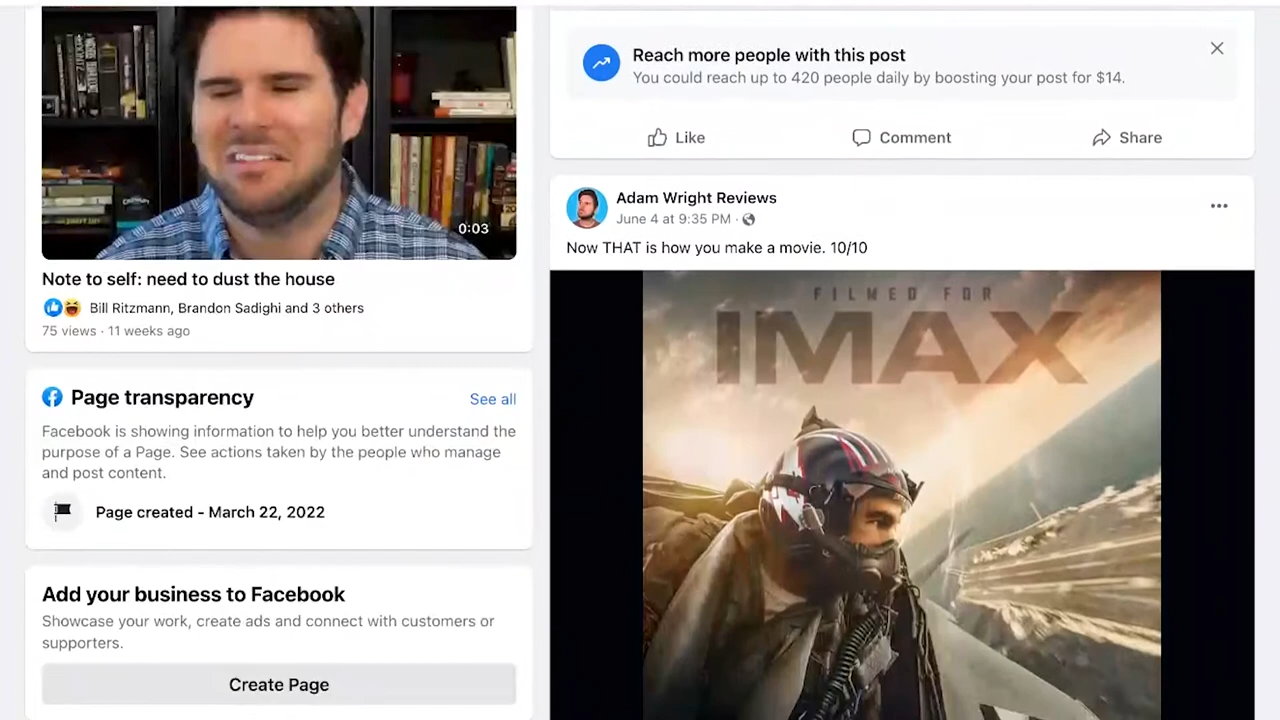 0:03
Note to self: need to dust the house
Bill Ritzmann, Brandon Sadighi and 3 others
75 views · 11 weeks ago
Page transparency
See all
Facebook is showing information to help you better understand the
purpose of a Page. See actions taken by the people who manage
and post content.
Page created - March 22, 2022
Add your business to Facebook
Showcase your work, create ads and connect with customers or
supporters.
Create Page
Reach more people with this post
You could reach up to 420 people daily by boosting your post for $14.
Like
Comment
Share
Adam Wright Reviews
June 4 at 9:35 PM ·
Now THAT is how you make a movie. 10/10
FILMED FOR
IMAX